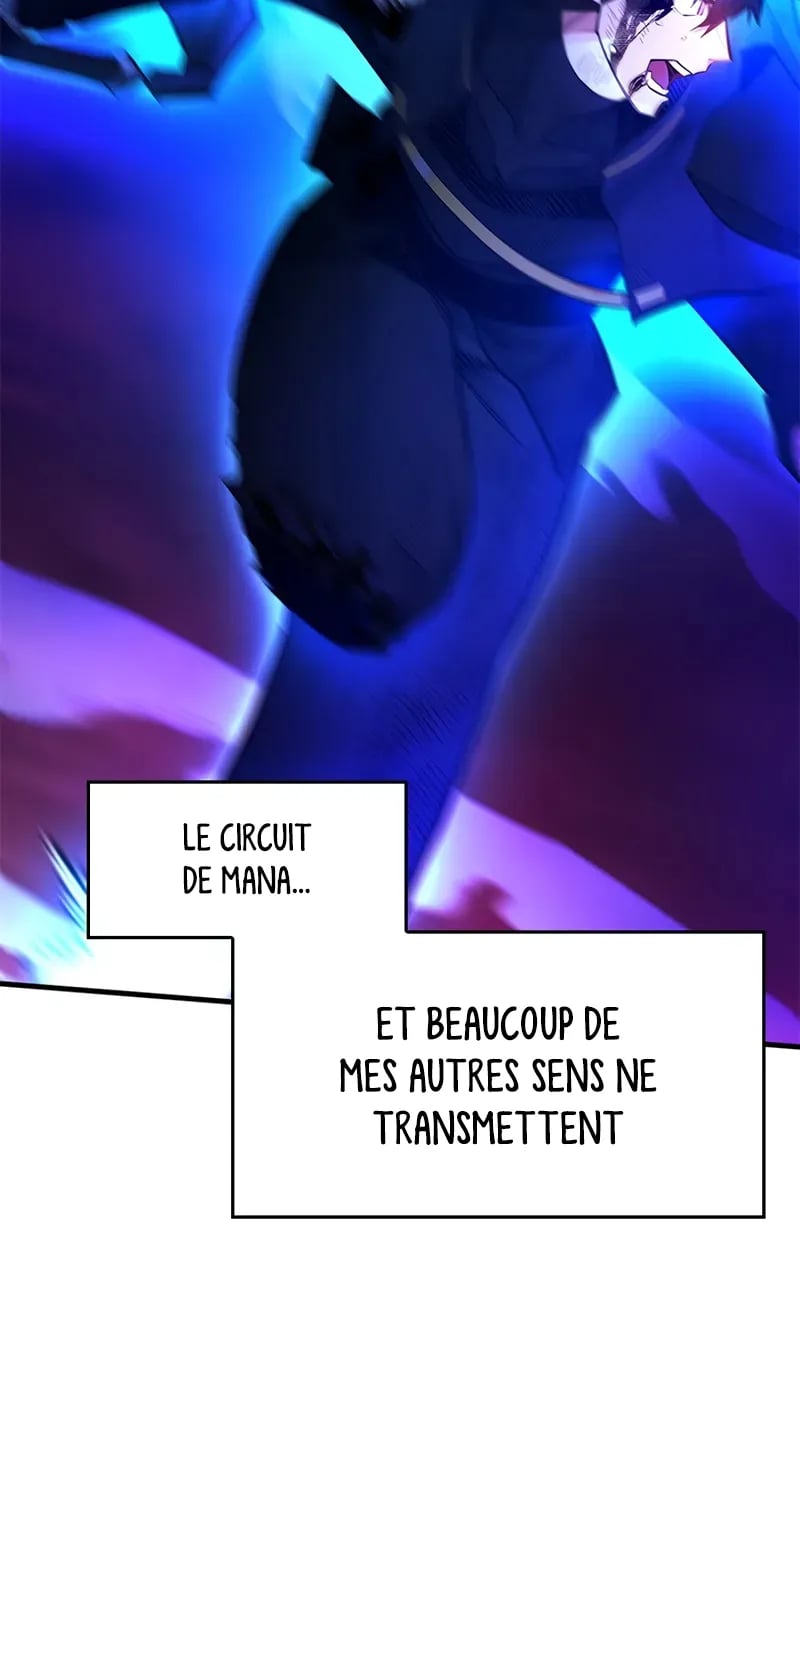 LE CIRCUIT
DE MANA...
ET BEAUCOUP DE
MES AUTRES SENS NE
TRANSMETTENT